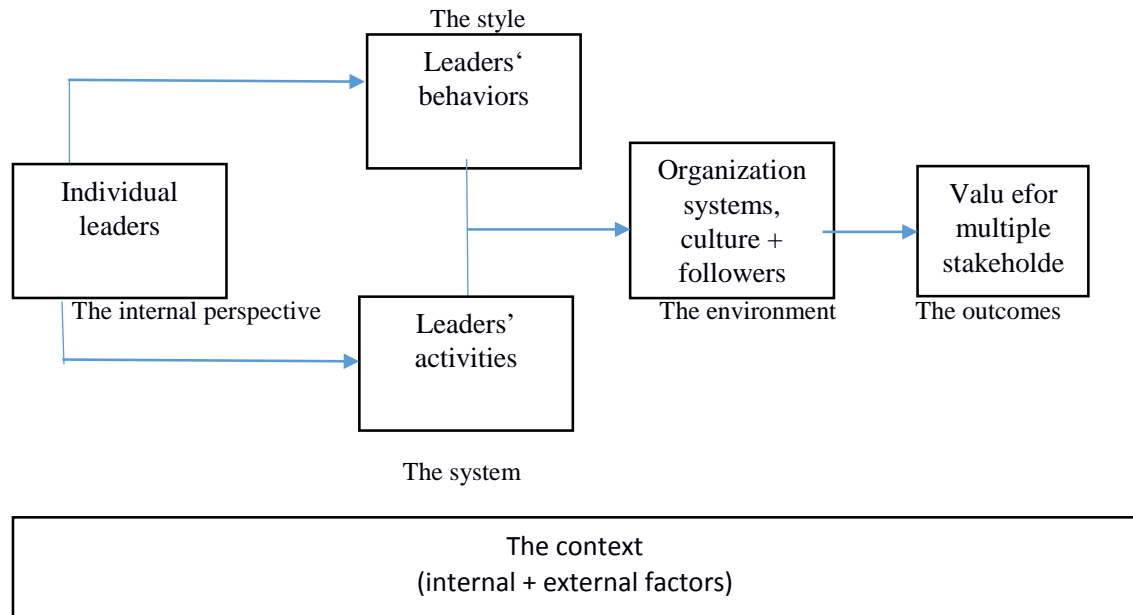 The style
Leaders‘
behaviors
Individual
leaders
The internal perspective
Leaders’
activities
The system
Organization
systems,
culture +
followers
The environment
Valu efor
multiple
stakeholde
The outcomes
The context
(internal + external factors)